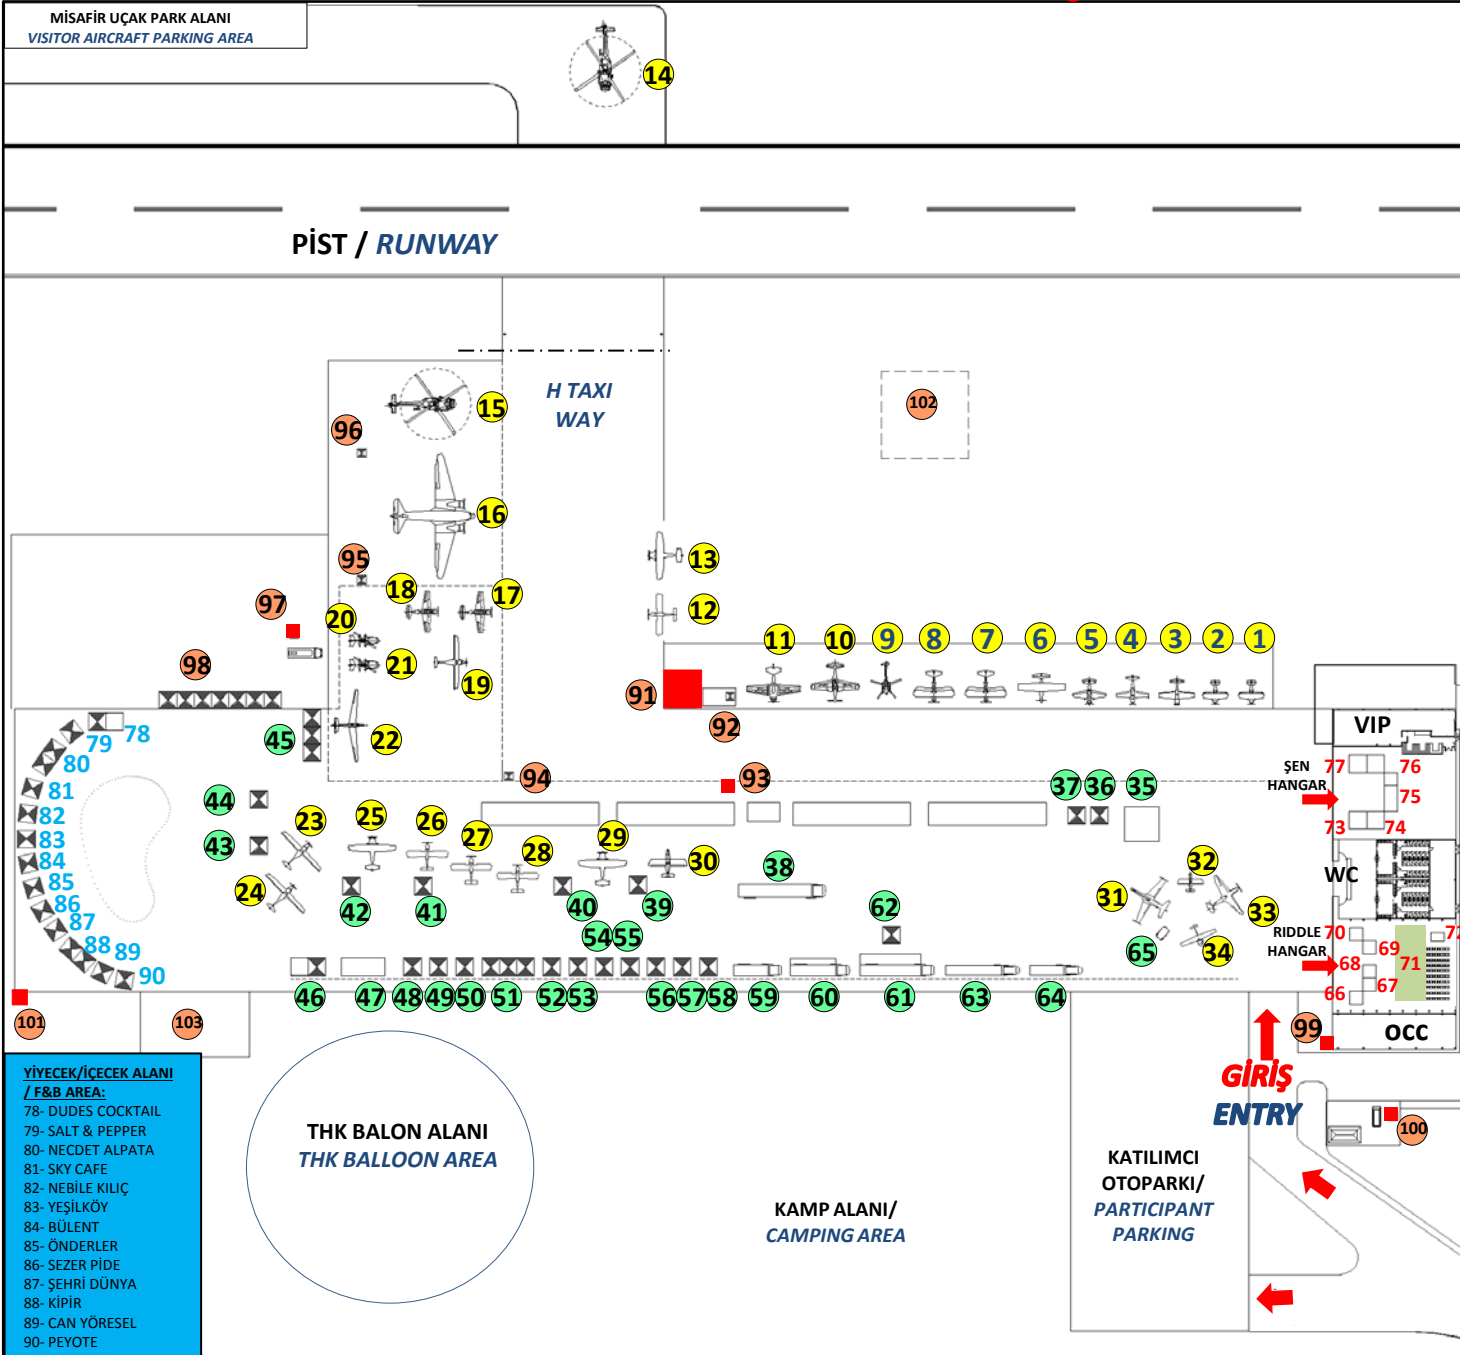 MİSAFİR UÇAK PARK ALANI
VISITOR AIRCRAFT PARKING AREA
14
PİST / RUNWAY
H TAXI
WAY
15
96
102
16
95
13
18
17
12
97
20
21
19
11
10
9
8
7
6
5
4
3
2
1
98
91
92
22
45
78
79
80
81
82
83
84
85
86
87
88
89
90
VIP
ŞEN
HANGAR
77
76
75
73
74
94
93
37
36
35
44
43
23
24
25
26
27
28
29
30
38
42
41
40
39
54
55
62
31
32
33
34
65
WC
RIDDLE
HANGAR
70
69
68
67
66
71
72
46
47
48
49
50
51
52
53
56
57
58
59
60
61
63
64
101
103
99
OCC
GİRİŞ
ENTRY
100
YİYECEK/İÇECEK ALANI
/ F&B AREA:
78- DUDES COCKTAIL
79- SALT & PEPPER
80- NECDET ALPATA
81- SKY CAFE
82- NEBİLE KILIÇ
83- YEŞİLKÖY
84- BÜLENT
85- ÖNDERLER
86- SEZER PİDE
87- ŞEHRİ DÜNYA
88- KİPİR
89- CAN YÖRESEL
90- PEYOTE
THK BALON ALANI
THK BALLOON AREA
KAMP ALANI/
CAMPING AREA
KATILIMCI
OTOPARKI/
PARTICIPANT
PARKING